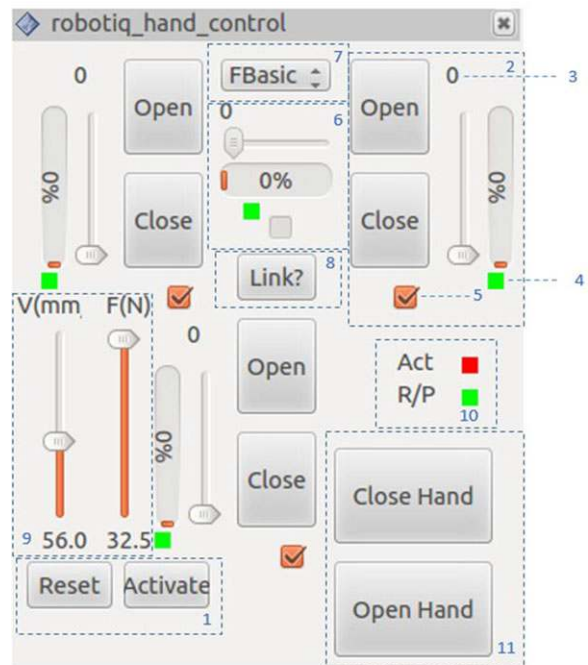 robotiq_hand_control
7
2
0
Open
FBasic
Open
0
3
0
6
0%
0%
0%
Close
Close
8
Link?
4
5
V(mm
F(N)
0
Open
Act
R/P
10
0%
Close
Close Hand
9
56.0
32.5
Reset
Activate
1
Open Hand
11